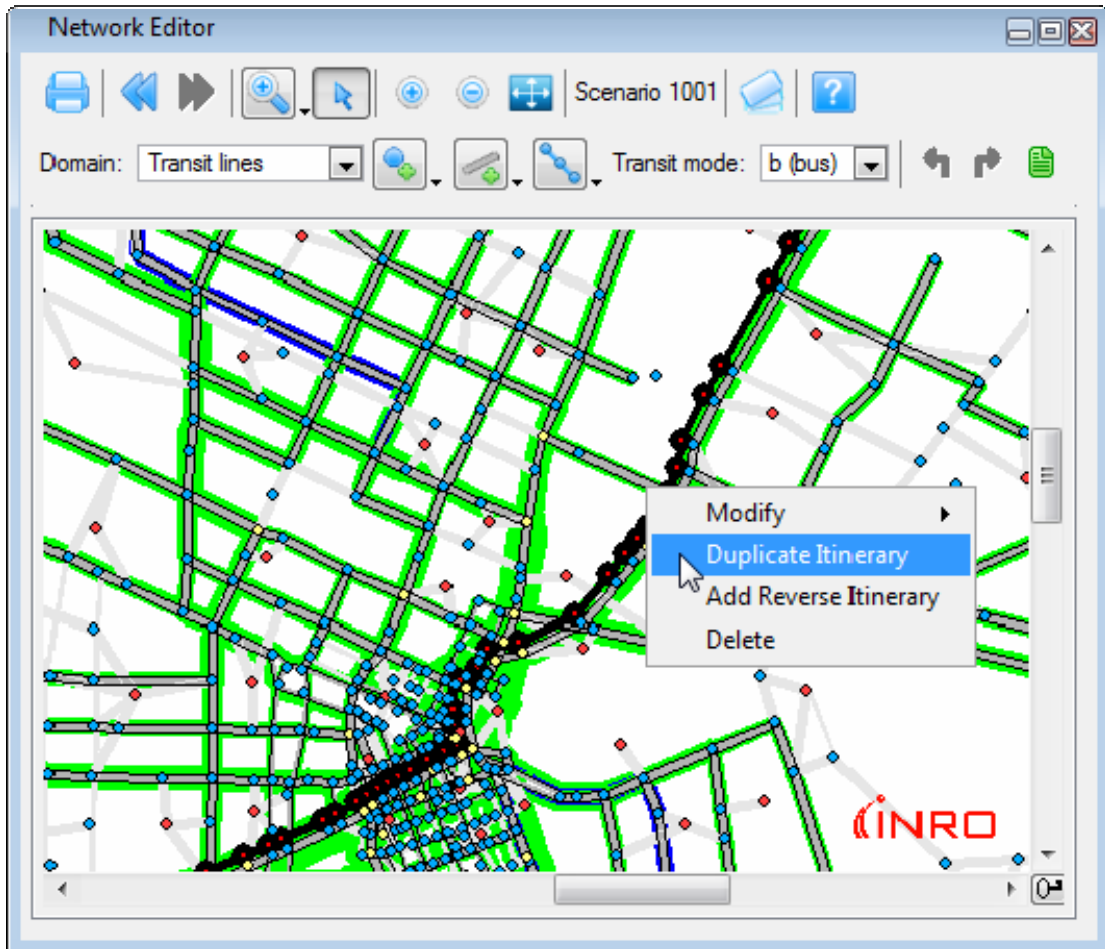 Network Editor
Scenario 1001
?
Domain: Transit lines Transit mode: b (bus)
Modify
Duplicate Itinerary
Add Reverse Itinerary
Delete
INRO